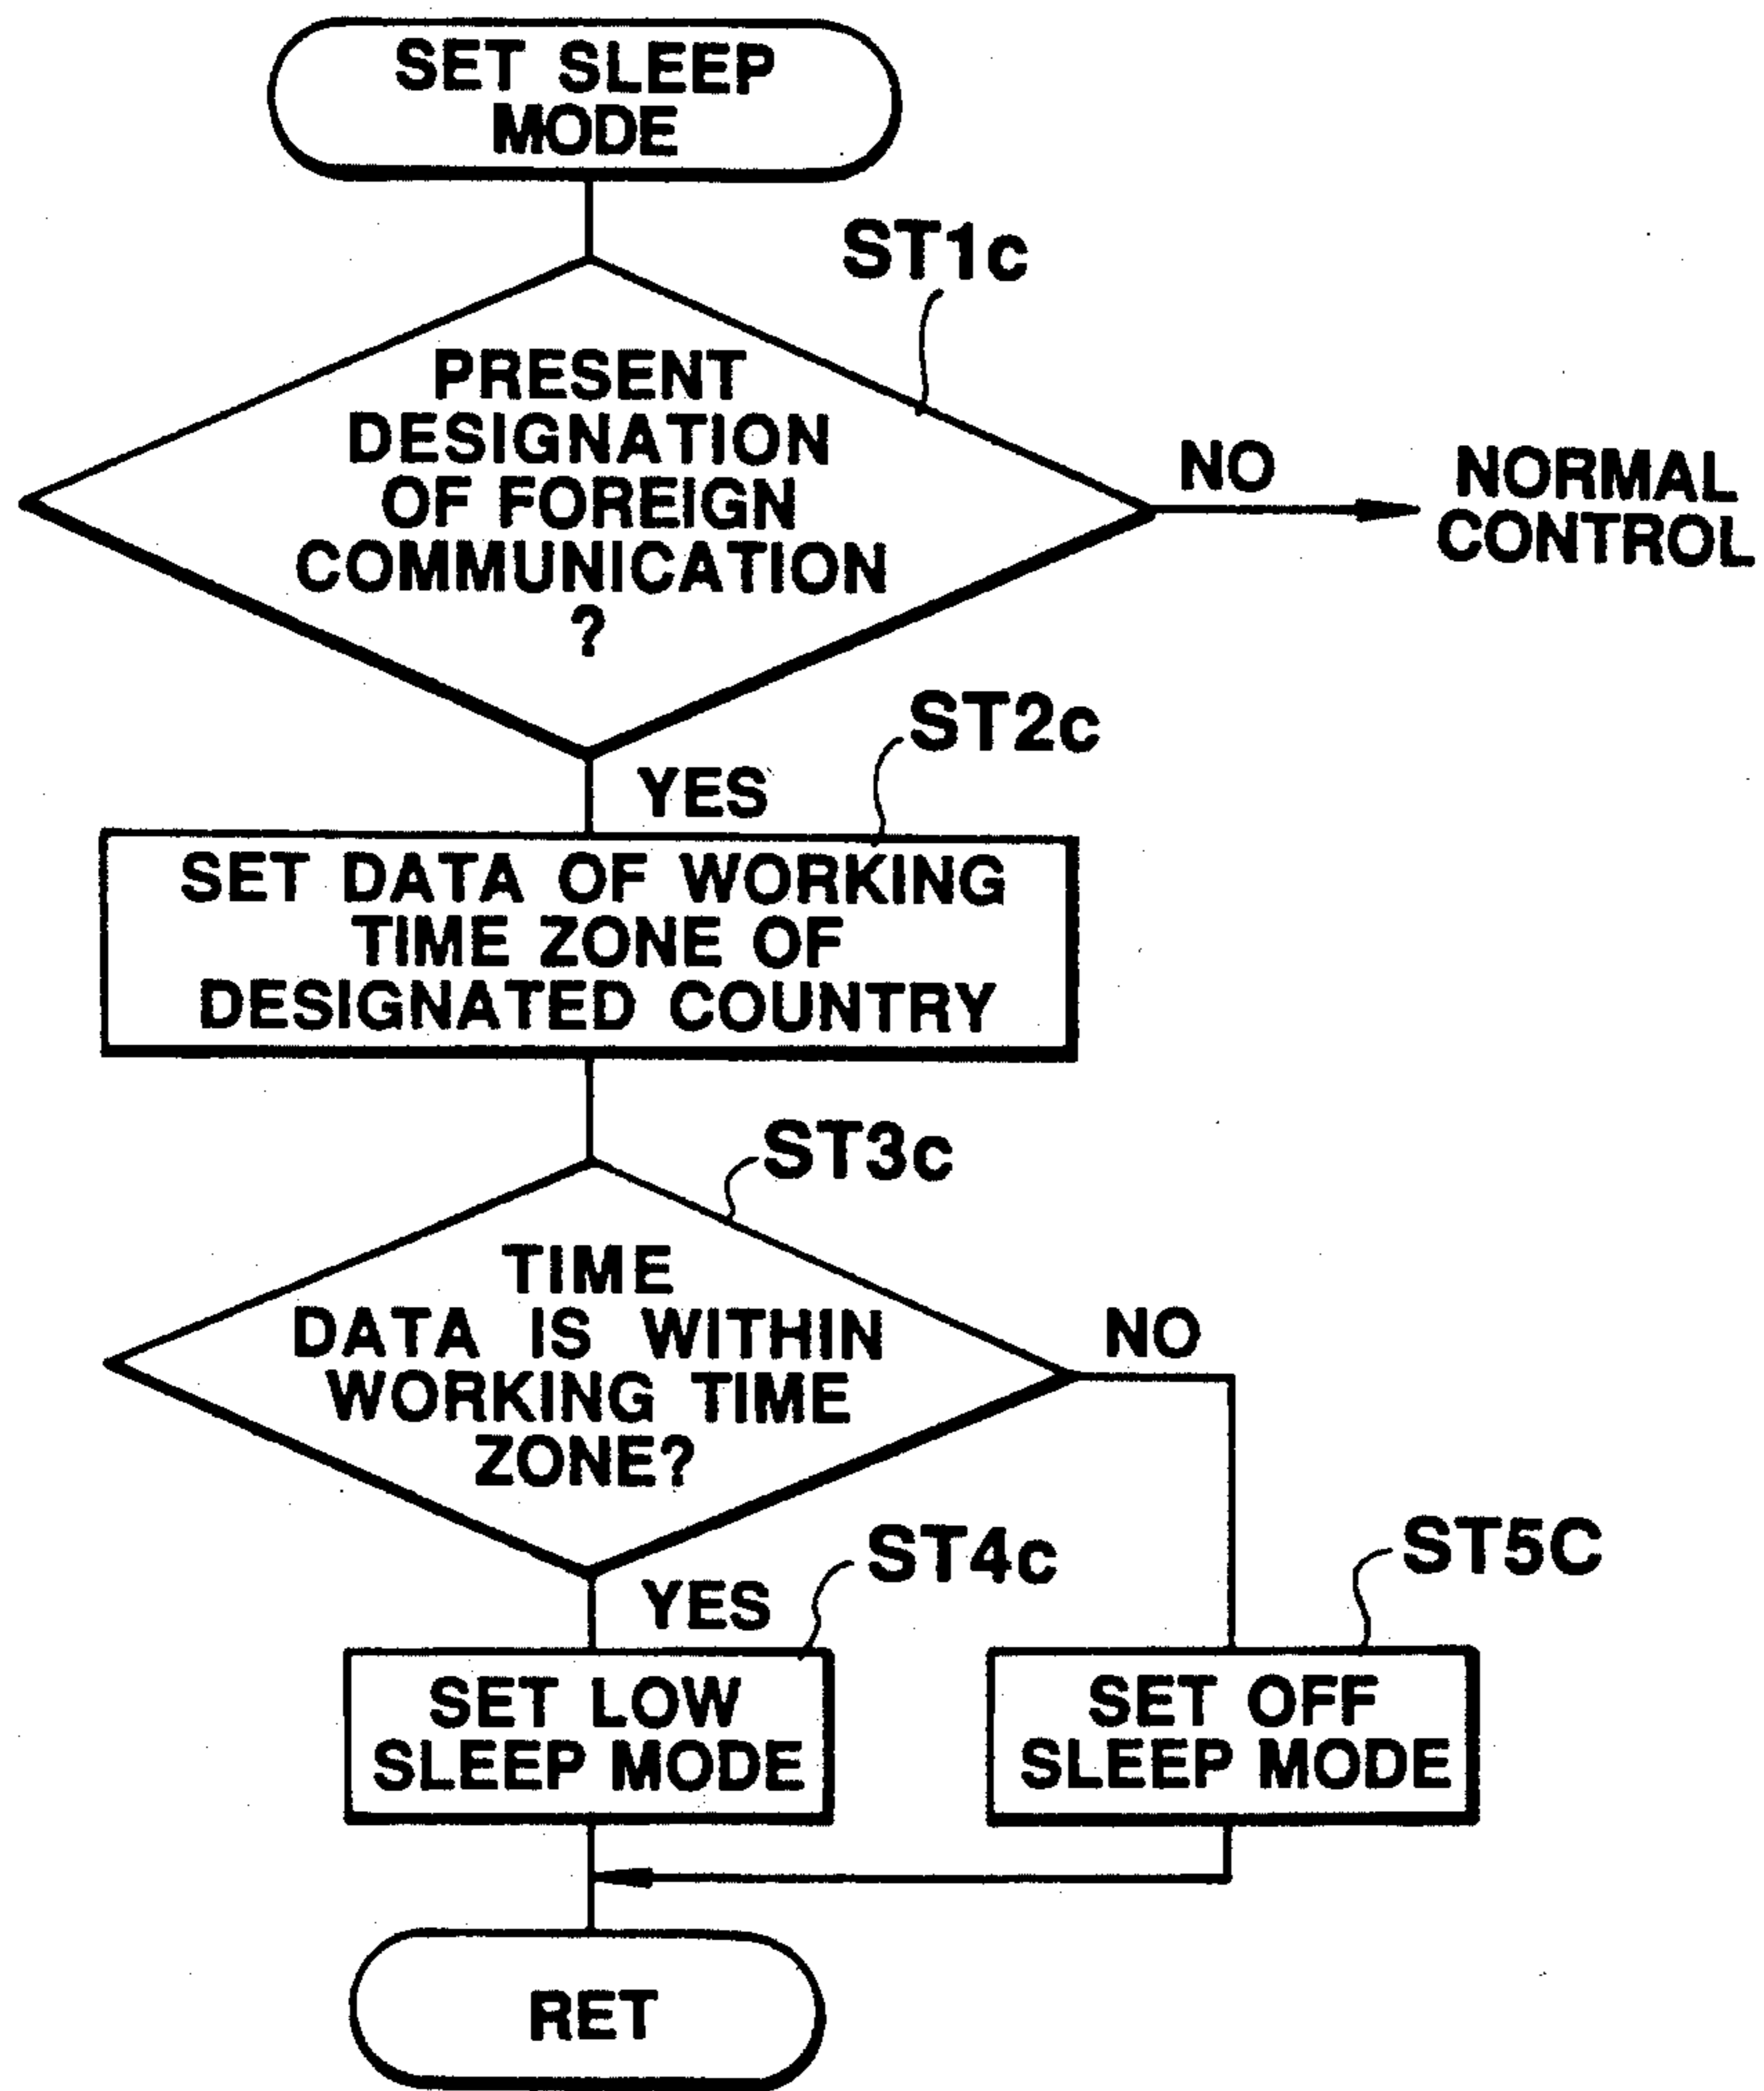 SET SLEEP
MODE
ST1c
PRESENT
DESIGNATION
OF FOREIGN
COMMUNICATION
?
NO
NORMAL
CONTROL
YES
ST2c
SET DATA OF WORKING
TIME ZONE OF
DESIGNATED COUNTRY
ST3c
TIME
DATA IS WITHIN
WORKING TIME
ZONE?
NO
YES
ST4c
ST5C
SET LOW
SLEEP MODE
SET OFF
SLEEP MODE
RET